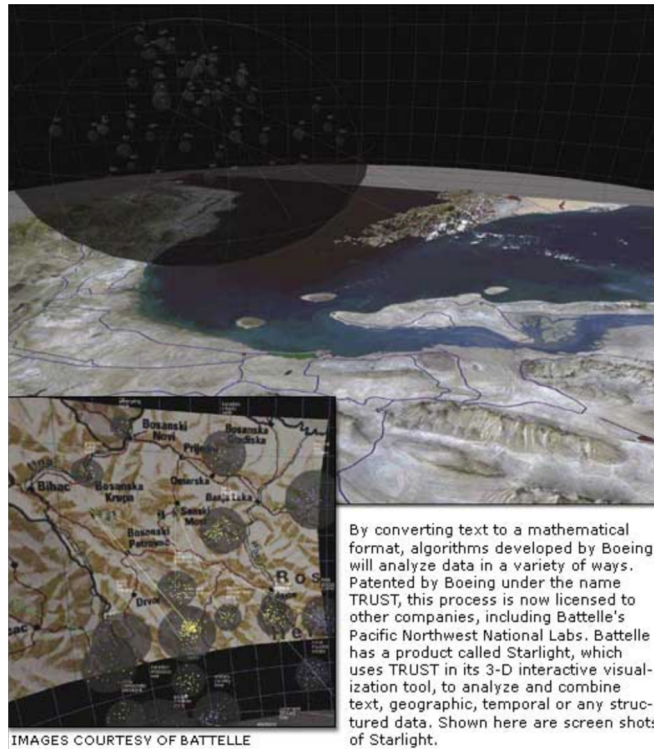 Bosanski
Novi
Bosanska
Gradiska
Prijedor
Unac
Bihac
Bosanska
Krupa
Omarska
Banja Luka
Sanski
Most
Bosanski
Petrovac
Bos
Drvar
Jajce
By converting text to a mathematical
format, algorithms developed by Boeing
will analyze data in a variety of ways.
Patented by Boeing under the name
TRUST, this process is now licensed to
other companies, including Battelle's
Pacific Northwest National Labs. Battelle
has a product called Starlight, which
uses TRUST in its 3-D interactive visual-
ization tool, to analyze and combine
text, geographic, temporal or any struc-
tured data. Shown here are screen shots
of Starlight.
IMAGES COURTESY OF BATTELLE